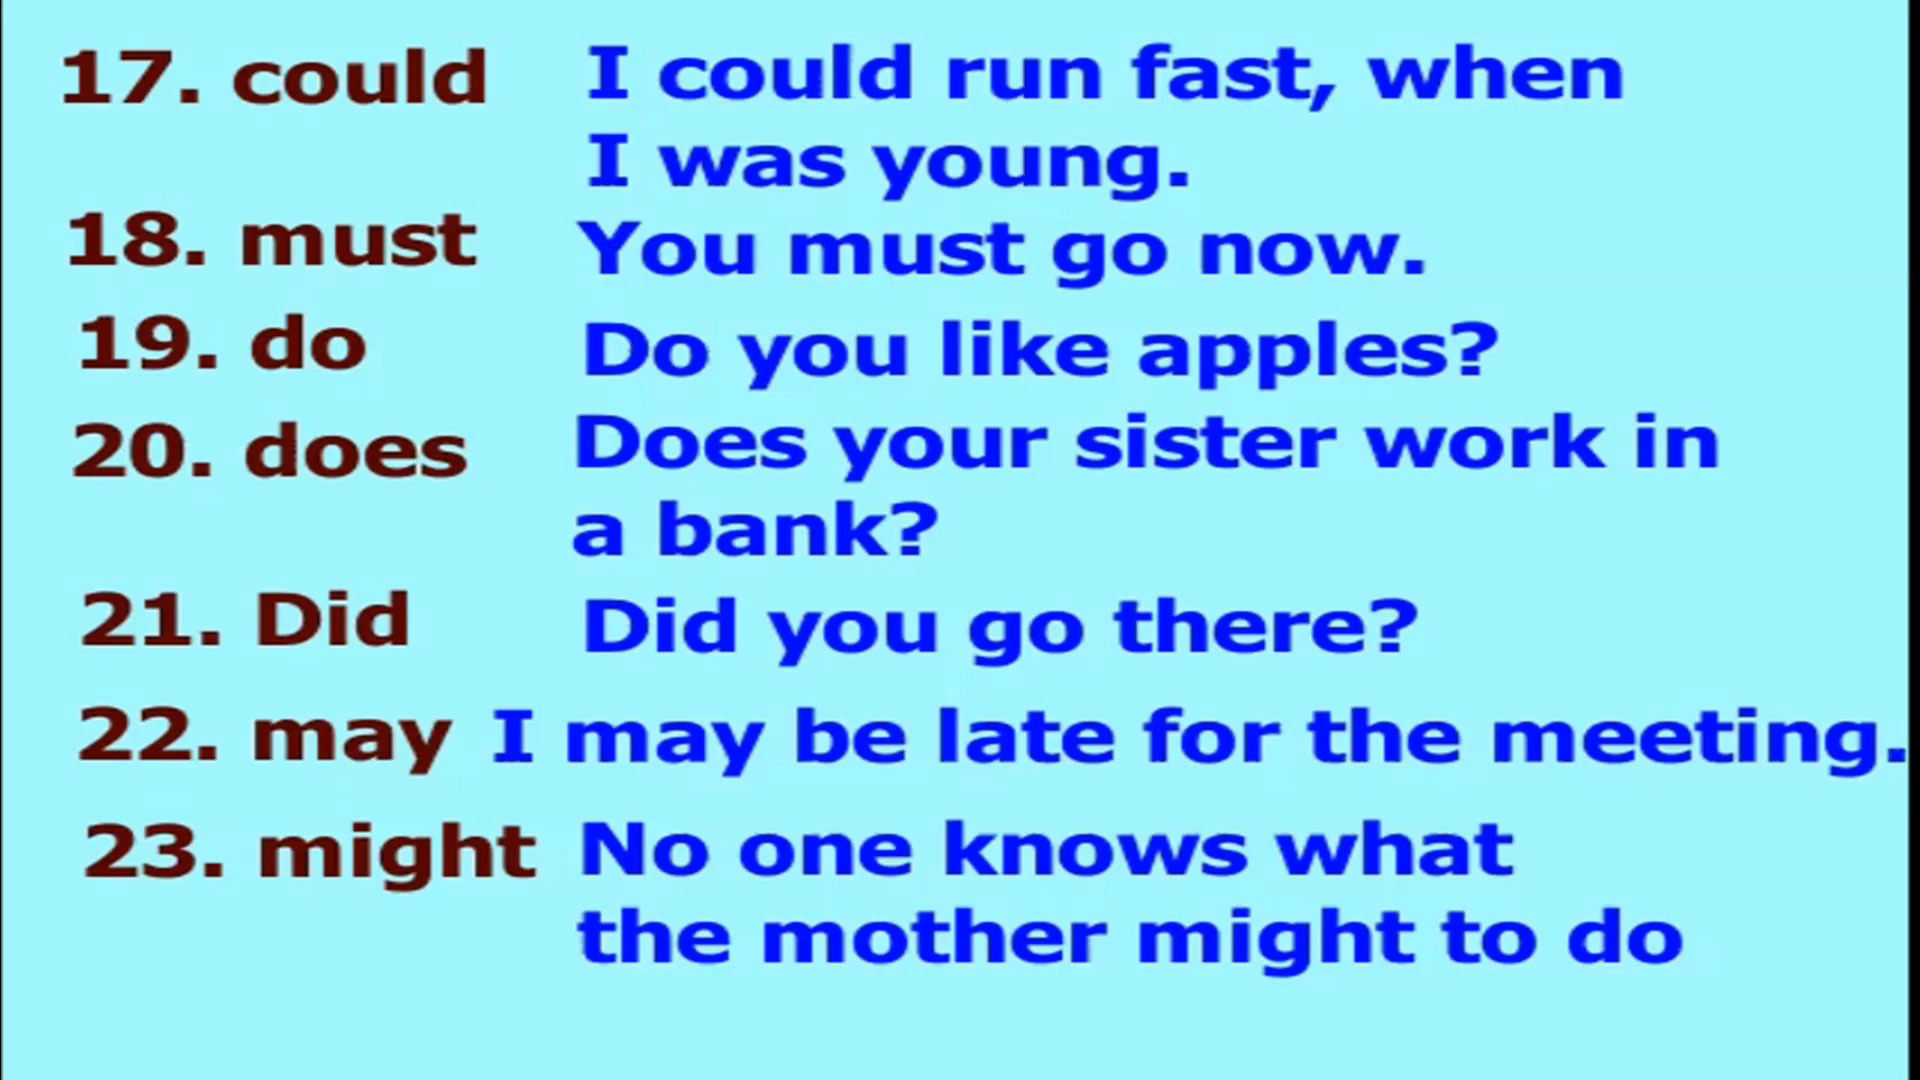 17. could I could run fast, when
I was young.
18. must You must go now.
19. do Do you like apples?
20. does Does your sister work in
a bank?
21. Did Did you go there?
22. may I may be late for the meeting.
23. might No one knows what
the mother might to do